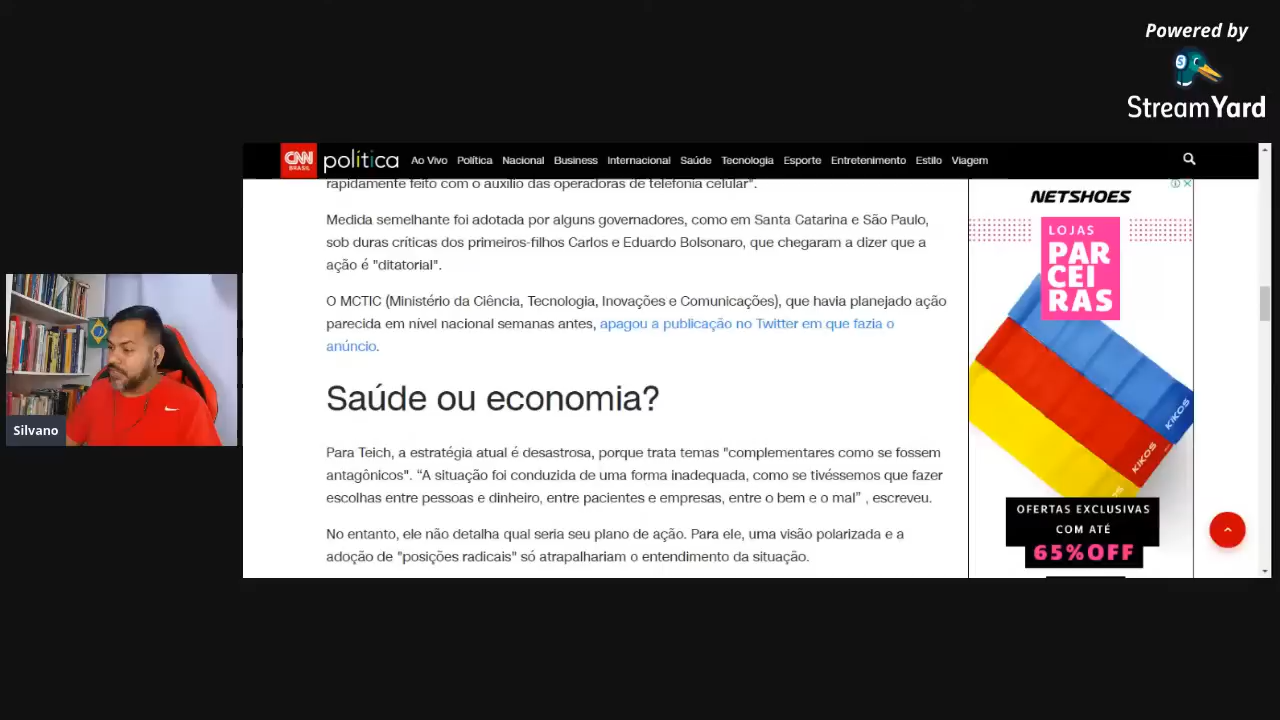 Powered by
StreamYard
CNN
BRASIL
política
Ao Vivo Política Nacional Business Internacional Saúde Tecnologia Esporte Entretenimento Estilo Viagem
rapidamente feito com o auxílio das operadoras de telefonia celular".
Medida semelhante foi adotada por alguns governadores, como em Santa Catarina e São Paulo,
sob duras críticas dos primeiros-filhos Carlos e Eduardo Bolsonaro, que chegaram a dizer que a
ação é "ditatorial".
O MCTIC (Ministério da Ciência, Tecnologia, Inovações e Comunicações), que havia planejado ação
parecida em nível nacional semanas antes, apagou a publicação no Twitter em que fazia o
anúncio.
Saúde ou economia?
Para Teich, a estratégia atual é desastrosa, porque trata temas "complementares como se fossem
antagônicos". “A situação foi conduzida de uma forma inadequada, como se tivéssemos que fazer
escolhas entre pessoas e dinheiro, entre pacientes e empresas, entre o bem e o mal” , escreveu.
No entanto, ele não detalha qual seria seu plano de ação. Para ele, uma visão polarizada e a
adoção de "posições radicais" só atrapalhariam o entendimento da situação.
NETSHOES
LOJAS
PAR
CEI
RAS
KIKOS
KIKOS
OFERTAS EXCLUSIVAS
COM ATÉ
65%OFF
Silvano